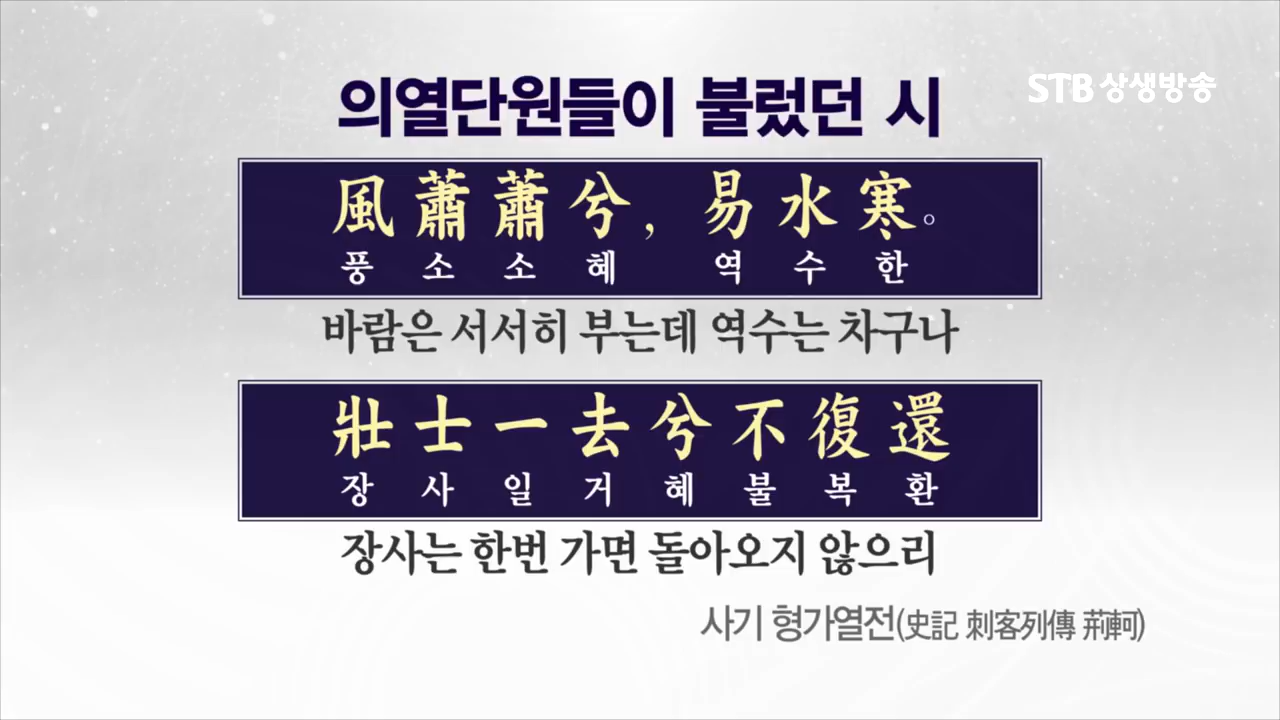 의열단원들이 불렀던 시
STB 상생방송
風蕭蕭兮, 易水寒。
풍소소혜 역수한
바람은 서서히 부는데 역수는 차구나
壯士一去兮不復還
장사일거혜불복환
장사는 한번 가면 돌아오지 않으리
사기 형가열전(史記 刺客列傳 荊軻)